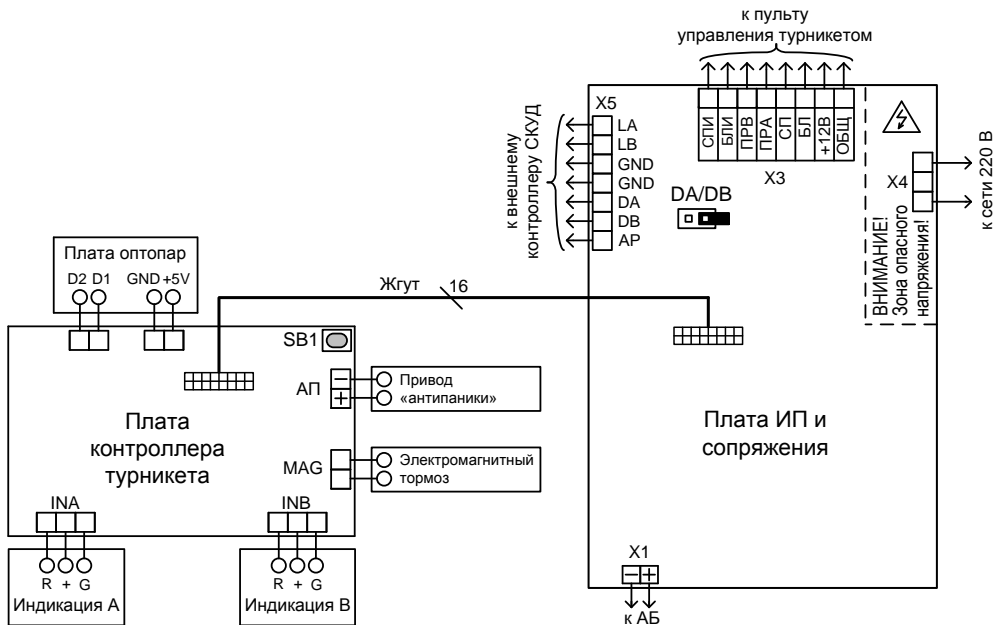 к пульту
управления турникетом
X5
LA
LB
GND
GND
DA
DB
AP
к внешнему
контроллеру СКУД
СПИ
БЛИ
ПРВ
ПРА
СП
БЛ
+12В
ОБЩ
X3
DA/DB
X4
к сети 220 В
ВНИМАНИЕ!
Зона опасного
напряжения!
Плата оптопар
D2 D1 GND +5V
Жгут 16
SB1
АП
Привод
«антипаники»
Плата
контроллера
турникета
MAG
Электромагнитный
тормоз
Плата ИП и
сопряжения
INA
INB
R + G
Индикация А
R + G
Индикация В
X1
к АБ